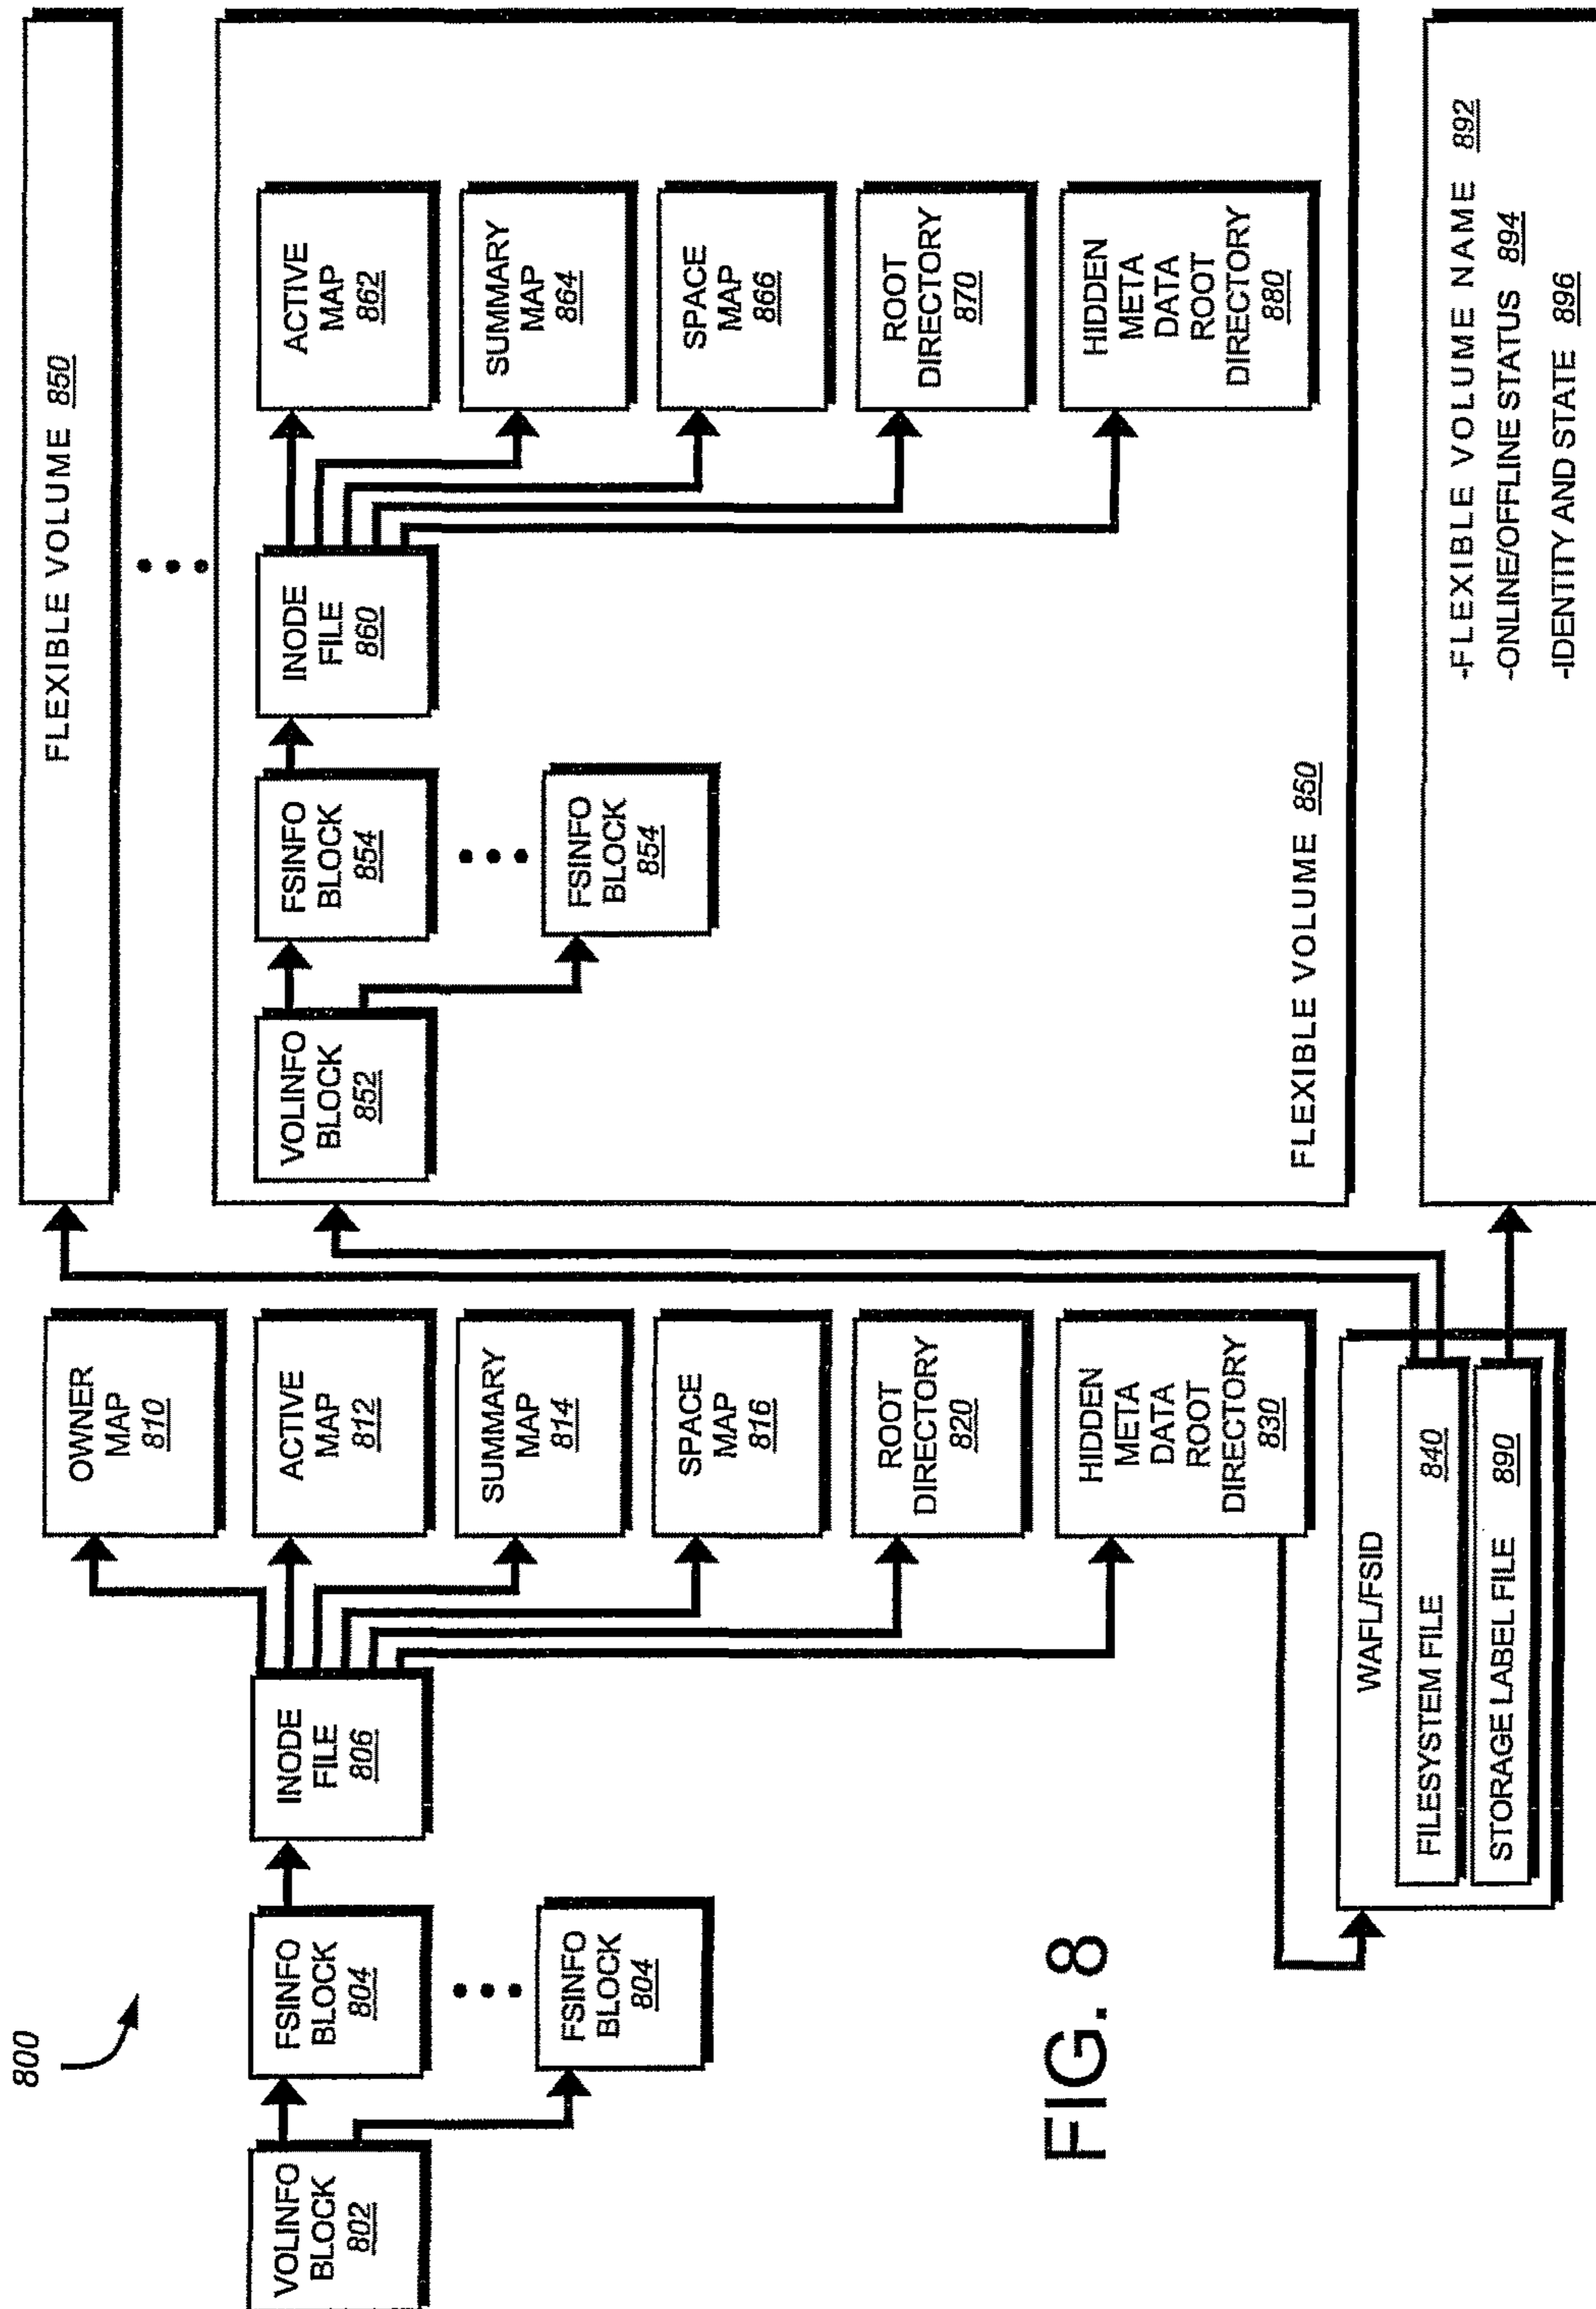 800
VOLINFO
BLOCK
802
FSINFO
BLOCK
804
FSINFO
BLOCK
804
INODE
FILE
806
OWNER
MAP
810
ACTIVE
MAP
812
SUMMARY
MAP
814
SPACE
MAP
816
ROOT
DIRECTORY
820
HIDDEN
META
DATA
ROOT
DIRECTORY
830
WAFL/FSID
FILESYSTEM FILE 840
STORAGE LABEL FILE 890
FLEXIBLE VOLUME 850
VOLINFO
BLOCK
852
FSINFO
BLOCK
854
FSINFO
BLOCK
854
INODE
FILE
860
ACTIVE
MAP
862
SUMMARY
MAP
864
SPACE
MAP
866
ROOT
DIRECTORY
870
HIDDEN
META
DATA
ROOT
DIRECTORY
880
FLEXIBLE VOLUME 850
-FLEXIBLE VOLUME NAME 892
-ONLINE/OFFLINE STATUS 894
-IDENTITY AND STATE 896
FIG. 8